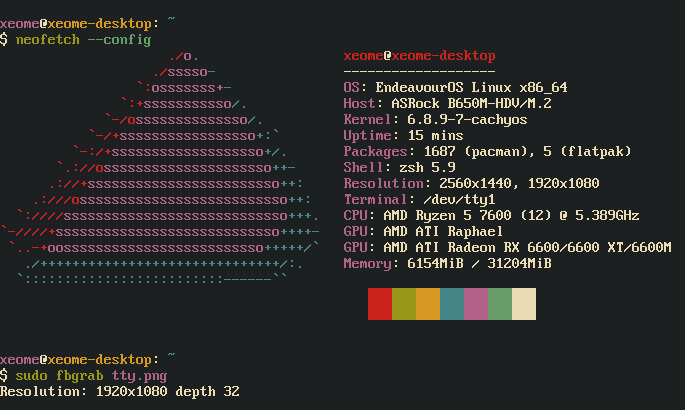 xeome@xeome-desktop: ~
$ neofetch --config
./o.
./sssso-
`:osssssss+-
`:+sssssssssso/.
`-/ossssssssssssso/.
`-/+sssssssssssssssso+:`
`-:/+sssssssssssssssssso+/.
`.://osssssssssssssssssssso++-
.://+ssssssssssssssssssssssso++:
.:///ossssssssssssssssssssssssso++:
`:////ssssssssssssssssssssssssssso+++.
`-////+ssssssssssssssssssssssssssso++++-
`..-+oosssssssssssssssssssssssso+++++/`
./++++++++++++++++++++++++++++++/:.
`:::::::::::::::::::::::::------``
xeome@xeome-desktop
-------------------
OS: EndeavourOS Linux x86_64
Host: ASRock B650M-HDV/M.2
Kernel: 6.8.9-7-cachyos
Uptime: 15 mins
Packages: 1687 (pacman), 5 (flatpak)
Shell: zsh 5.9
Resolution: 2560x1440, 1920x1080
Terminal: /dev/tty1
CPU: AMD Ryzen 5 7600 (12) @ 5.389GHz
GPU: AMD ATI Raphael
GPU: AMD ATI Radeon RX 6600/6600 XT/6600M
Memory: 6154MiB / 31204MiB
xeome@xeome-desktop: ~
$ sudo fbgrab tty.png
Resolution: 1920x1080 depth 32